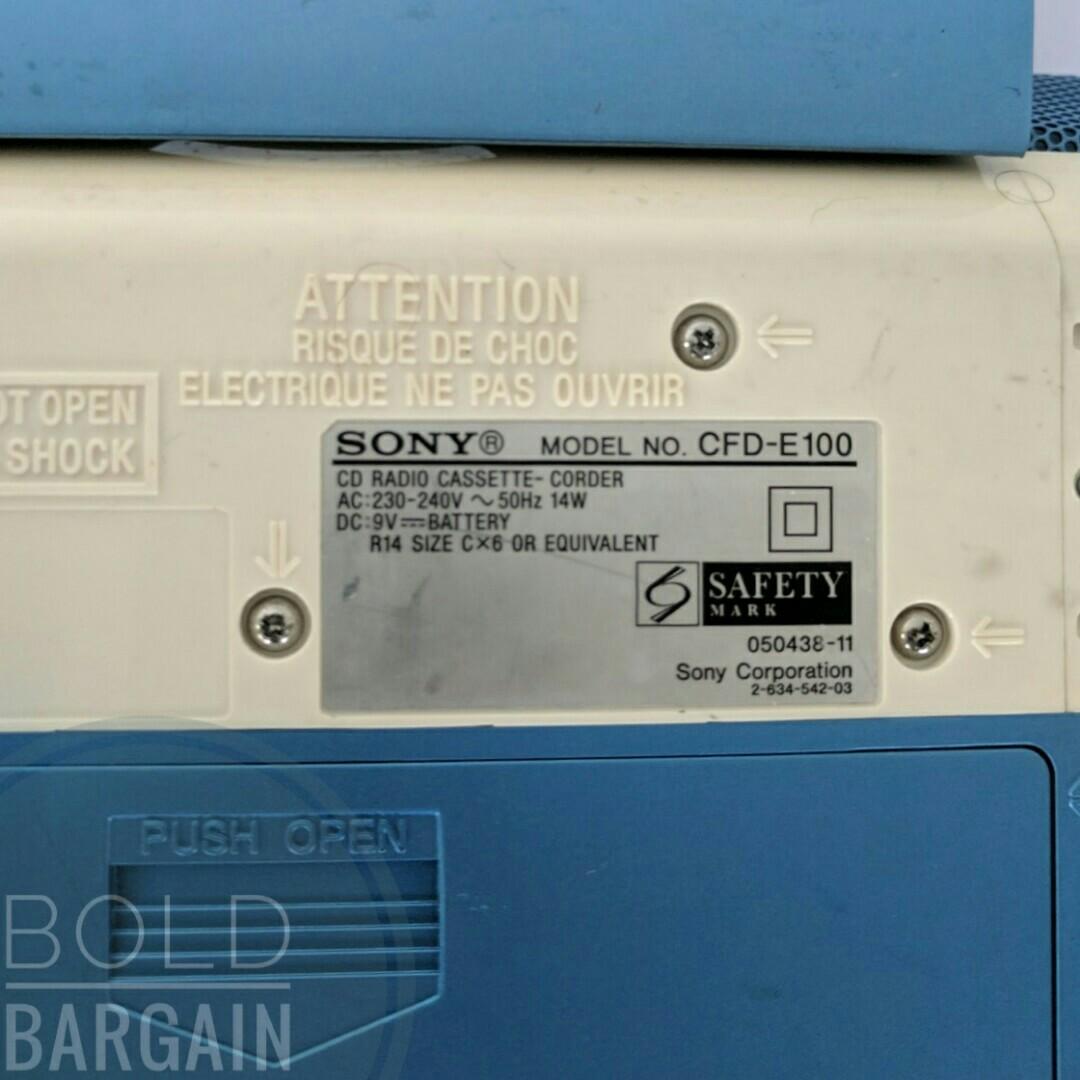 ATTENTION
RISQUE DE CHOC
ELECTRIQUE NE PAS OUVRIR
OPEN
SHOCK
SONY® MODEL NO. CFD-E100
CD RADIO CASSETTE-CORDER
AC:230-240V ~ 50Hz 14W
DC:9V⎓BATTERY
R14 SIZE C×6 OR EQUIVALENT
SAFETY
MARK
050438-11
Sony Corporation
2-634-542-03
PUSH OPEN
BOLD
BARGAIN